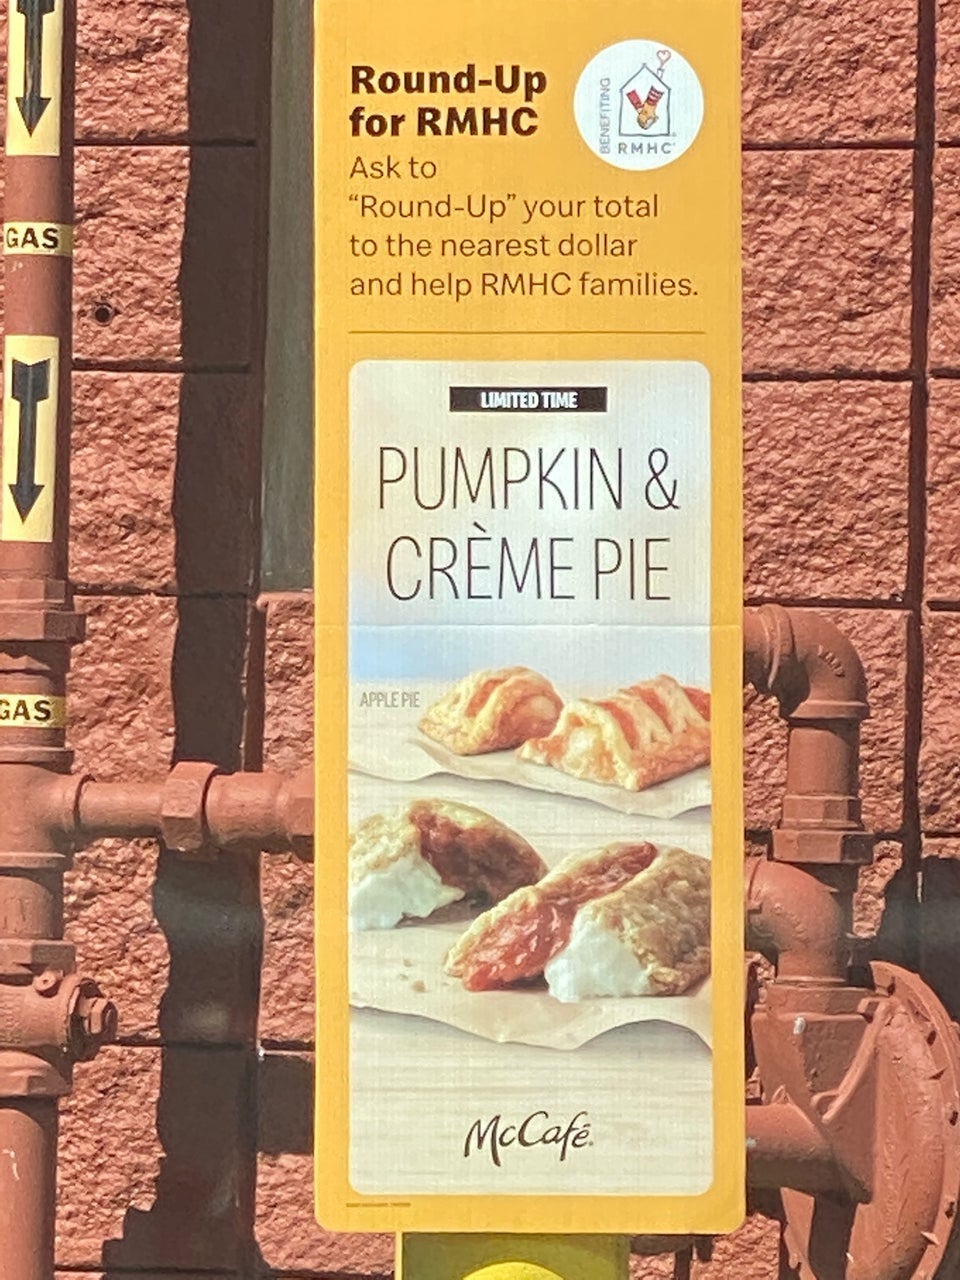 Round-Up
for RMHC
BENEFITING
RMHC
Ask to
“Round-Up” your total
to the nearest dollar
and help RMHC families.
LIMITED TIME
PUMPKIN &
CRÈME PIE
APPLE PIE
McCafé
GAS
GAS